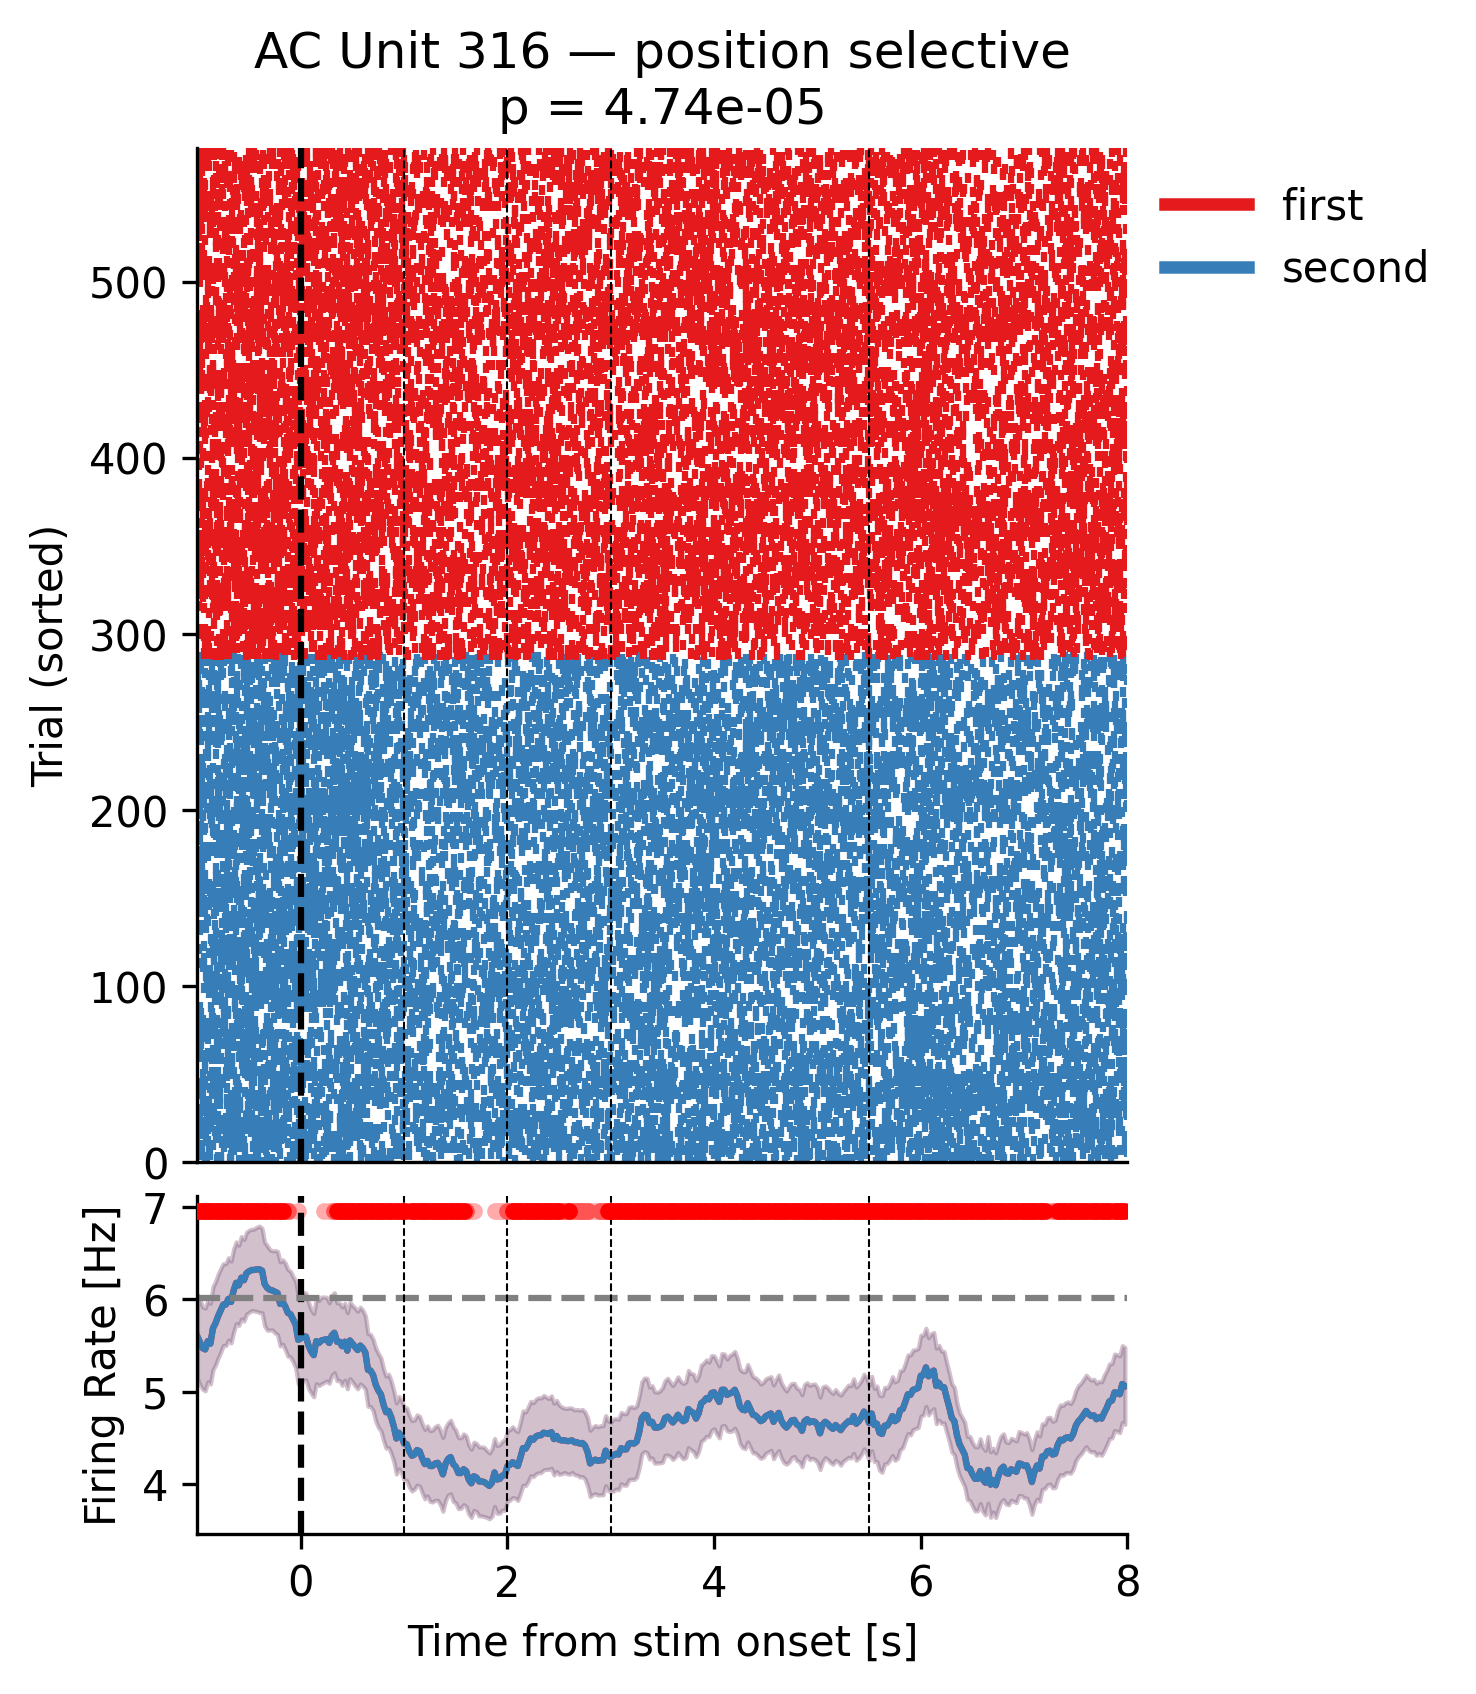 AC Unit 316 — position selective
p = 4.74e-05
first
second
Trial (sorted)
500
400
300
200
100
0
Firing Rate [Hz]
7
6
5
4
0 2 4 6 8
Time from stim onset [s]